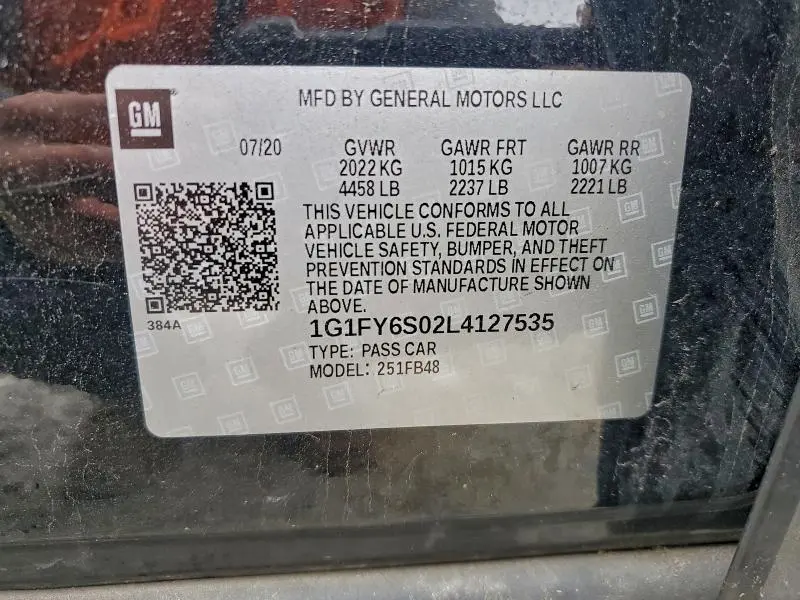 GM
MFD BY GENERAL MOTORS LLC
07/20 GVWR GAWR FRT GAWR RR
2022 KG 1015 KG 1007 KG
4458 LB 2237 LB 2221 LB
THIS VEHICLE CONFORMS TO ALL
APPLICABLE U.S. FEDERAL MOTOR
VEHICLE SAFETY, BUMPER, AND THEFT
PREVENTION STANDARDS IN EFFECT ON
THE DATE OF MANUFACTURE SHOWN
ABOVE.
384A
1G1FY6S02L4127535
TYPE: PASS CAR
MODEL: 251FB48